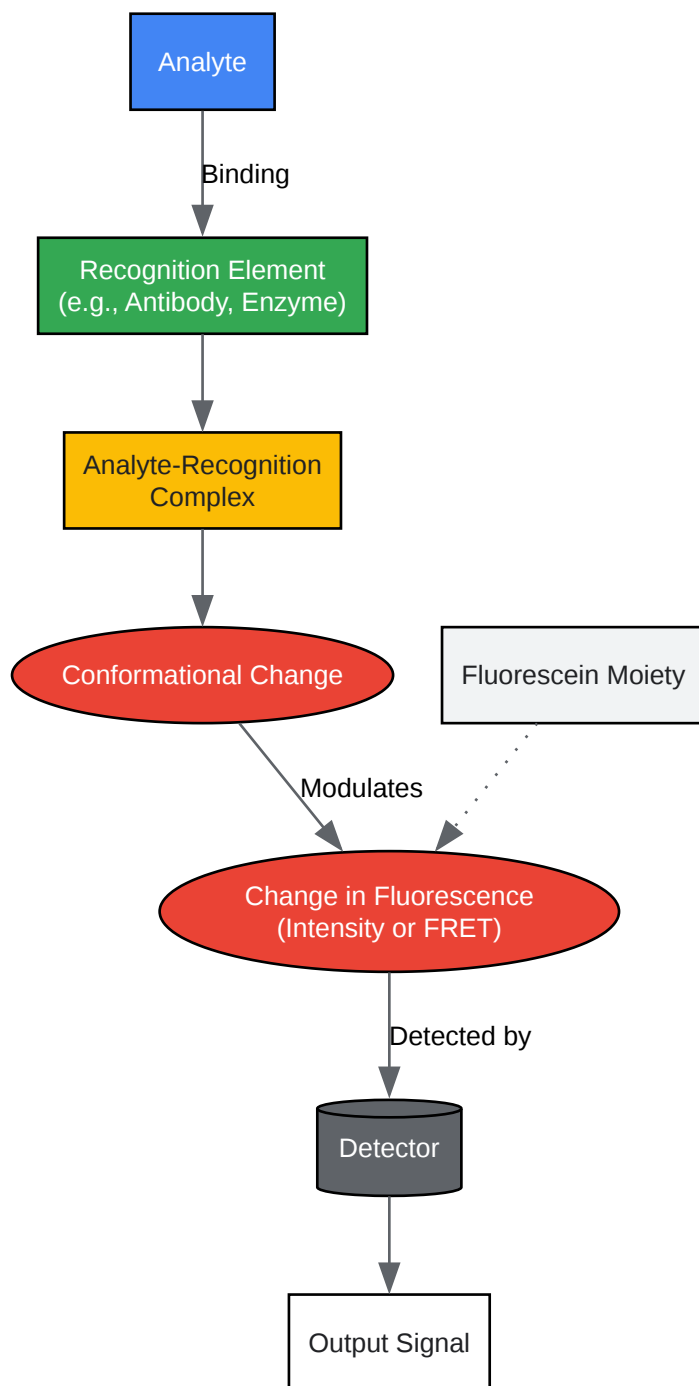 Analyte
Binding
Recognition Element
(e.g., Antibody, Enzyme)
Analyte-Recognition
Complex
Conformational Change
Fluorescein Moiety
Modulates
Change in Fluorescence
(Intensity or FRET)
Detected by
Detector
Output Signal